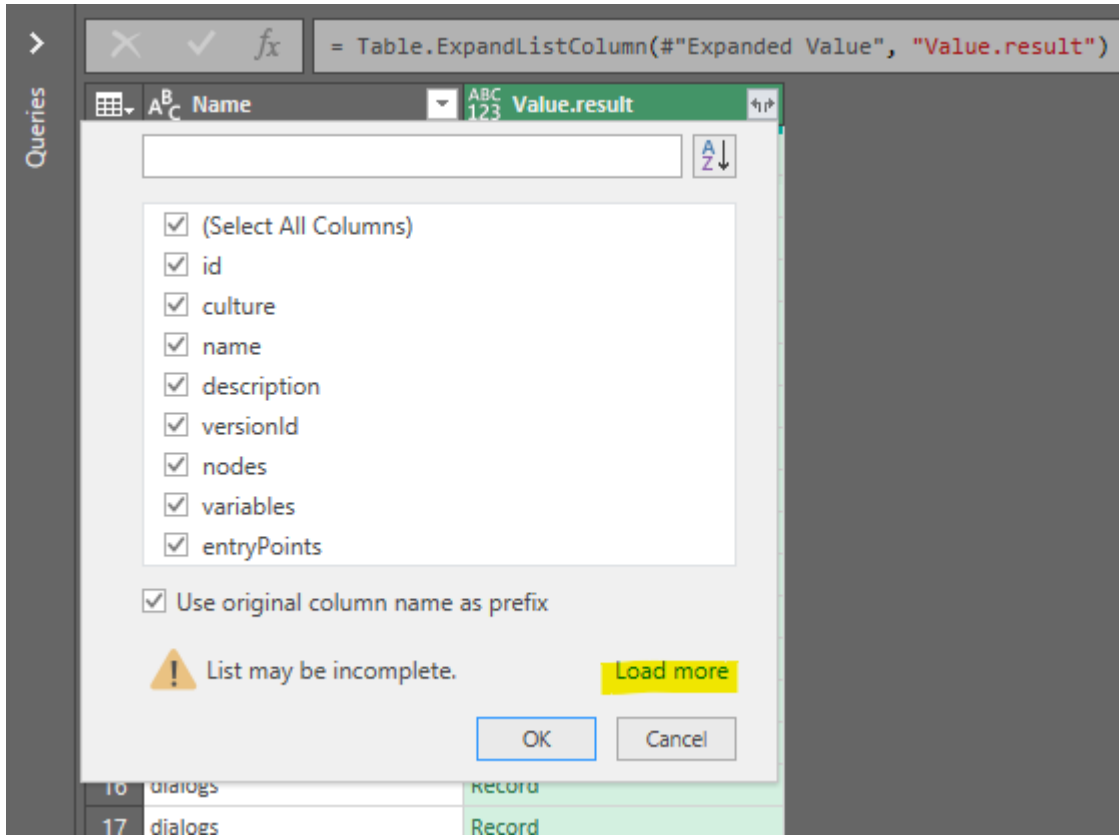 = Table.ExpandListColumn(#"Expanded Value", "Value.result")
Queries
ABC Name
ABC 123 Value.result
(Select All Columns)
id
culture
name
description
versionId
nodes
variables
entryPoints
Use original column name as prefix
List may be incomplete. Load more
OK Cancel
16 dialogs Record
17 dialogs Record